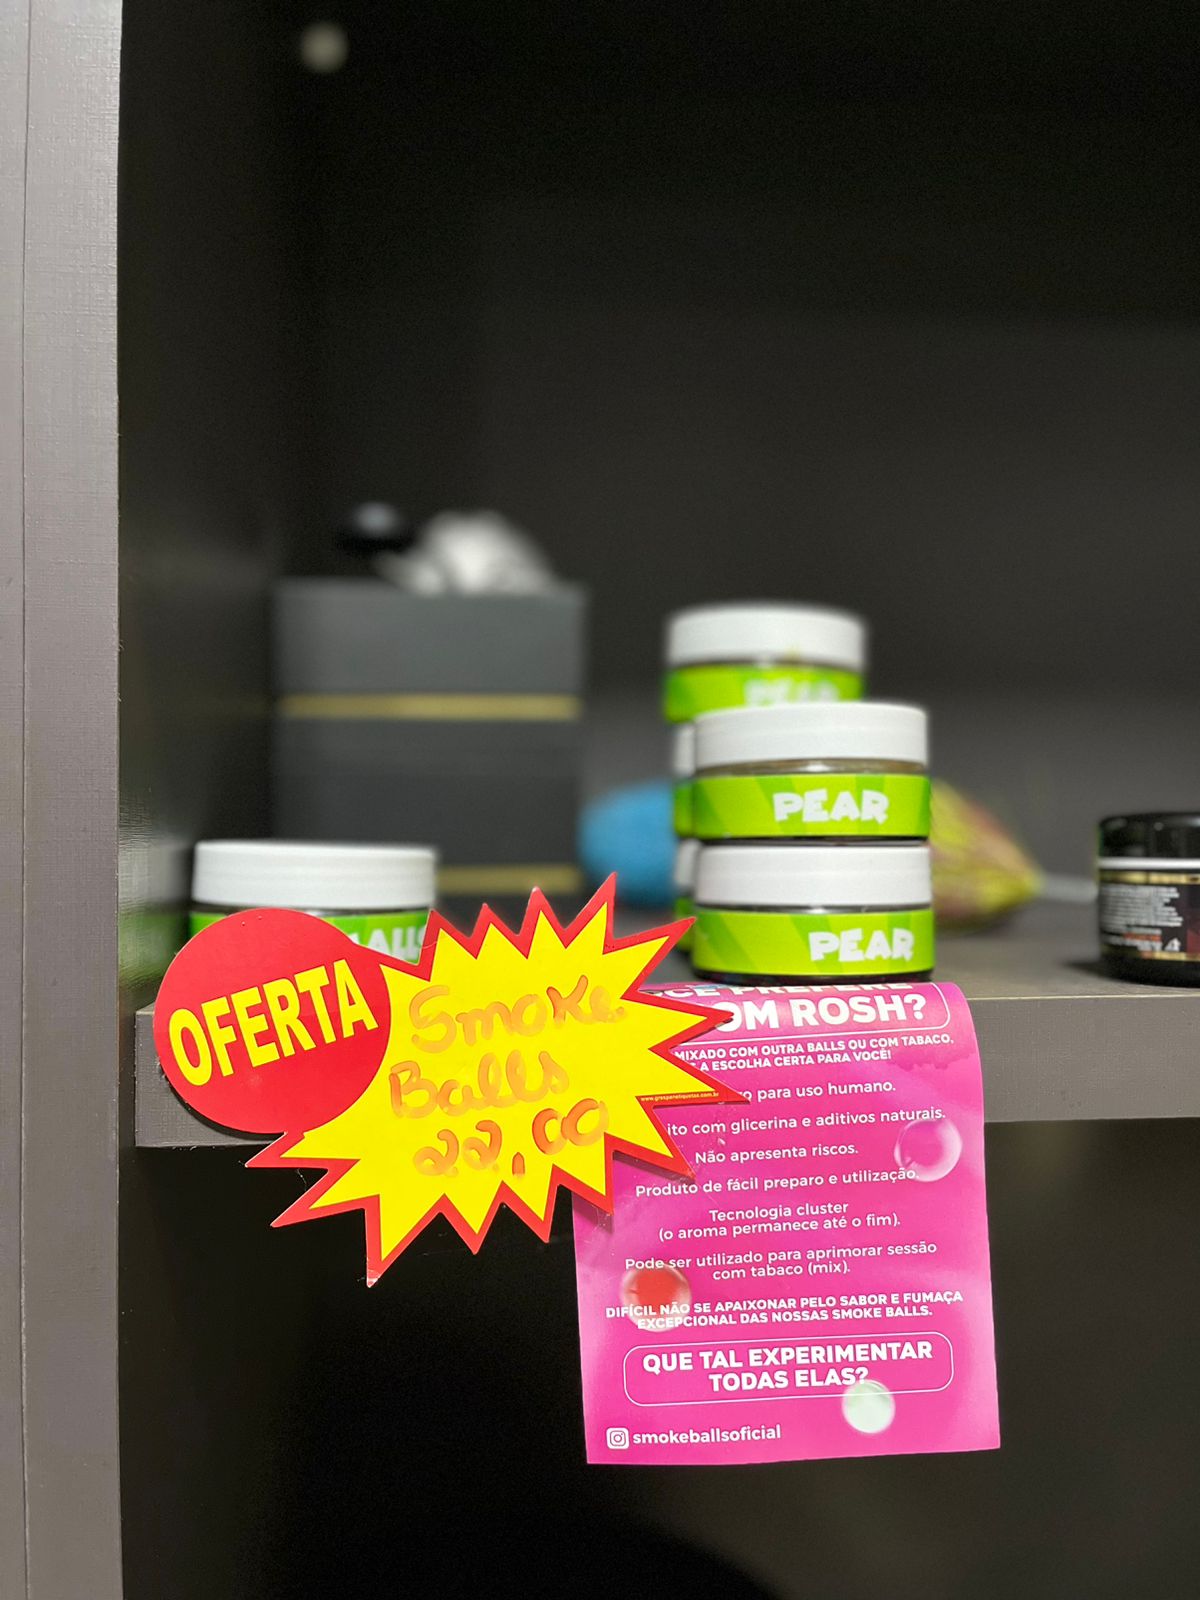 PEAR
PEAR
PEAR
BALLS
OFERTA
Smoke
Balls
22,00
PREFERE
OM ROSH?
MIXADO COM OUTRA BALLS OU COM TABACO.
A ESCOLHA CERTA PARA VOCÊ!
para uso humano.
ito com glicerina e aditivos naturais.
Não apresenta riscos.
Produto de fácil preparo e utilização.
Tecnologia cluster
(o aroma permanece até o fim).
Pode ser utilizado para aprimorar sessão
com tabaco (mix).
DIFÍCIL NÃO SE APAIXONAR PELO SABOR E FUMAÇA
EXCEPCIONAL DAS NOSSAS SMOKE BALLS.
QUE TAL EXPERIMENTAR
TODAS ELAS?
smokeballsoficial